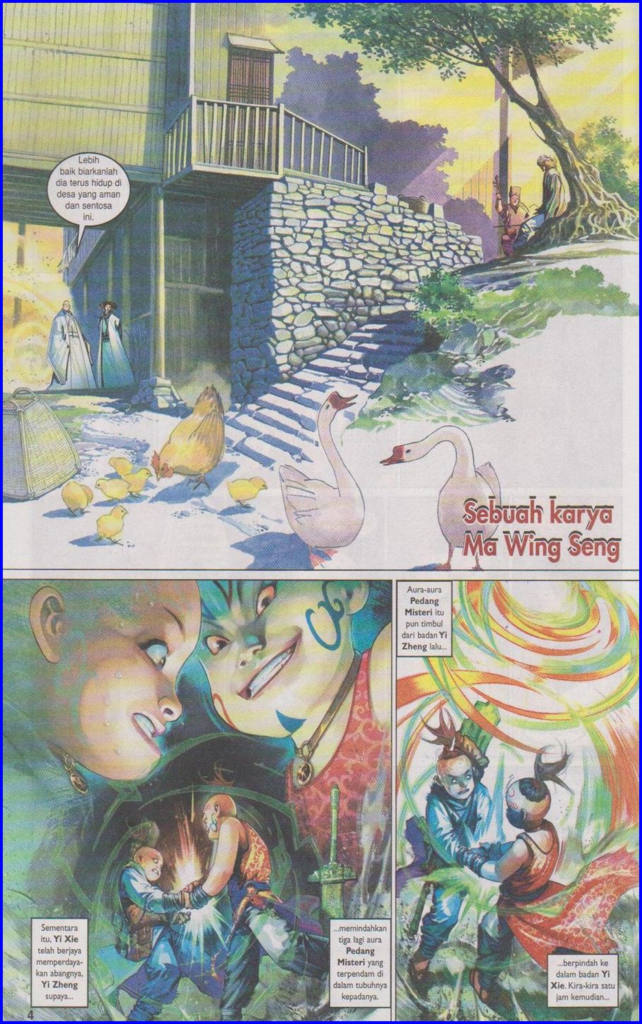 Lebih
baik biarkanlah
dia terus hidup di
desa yang aman
dan sentosa
ini.
Sebuah karya
Ma Wing Seng
Sementara
itu, Yi Xie
telah berjaya
memperdaya-
kan abangnya,
Yi Zheng
supaya...
...memindahkan
tiga lagi aura
Pedang
Misteri yang
terpendam di
dalam tubuhnya
kepadanya.
Aura-aura
Pedang
Misteri itu
pun timbul
dari badan Yi
Zheng lalu...
...berpindah ke
dalam badan Yi
Xie. Kira-kira satu
jam kemudian...
4